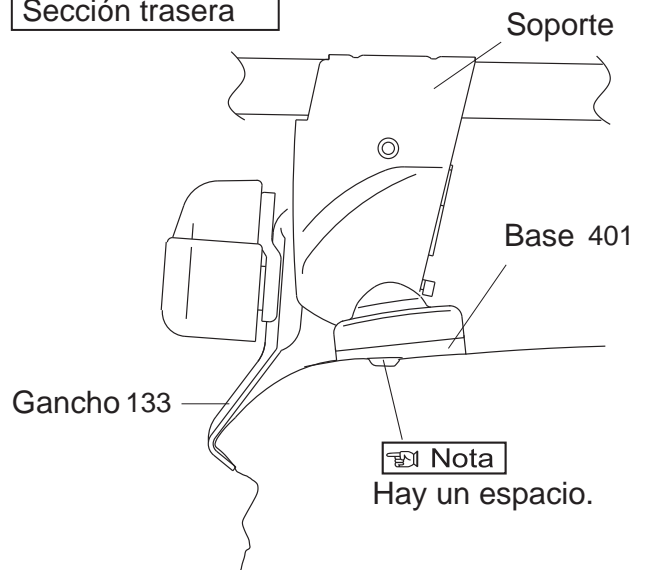 Sección trasera
Soporte
Base 401
Gancho 133
Nota
Hay un espacio.